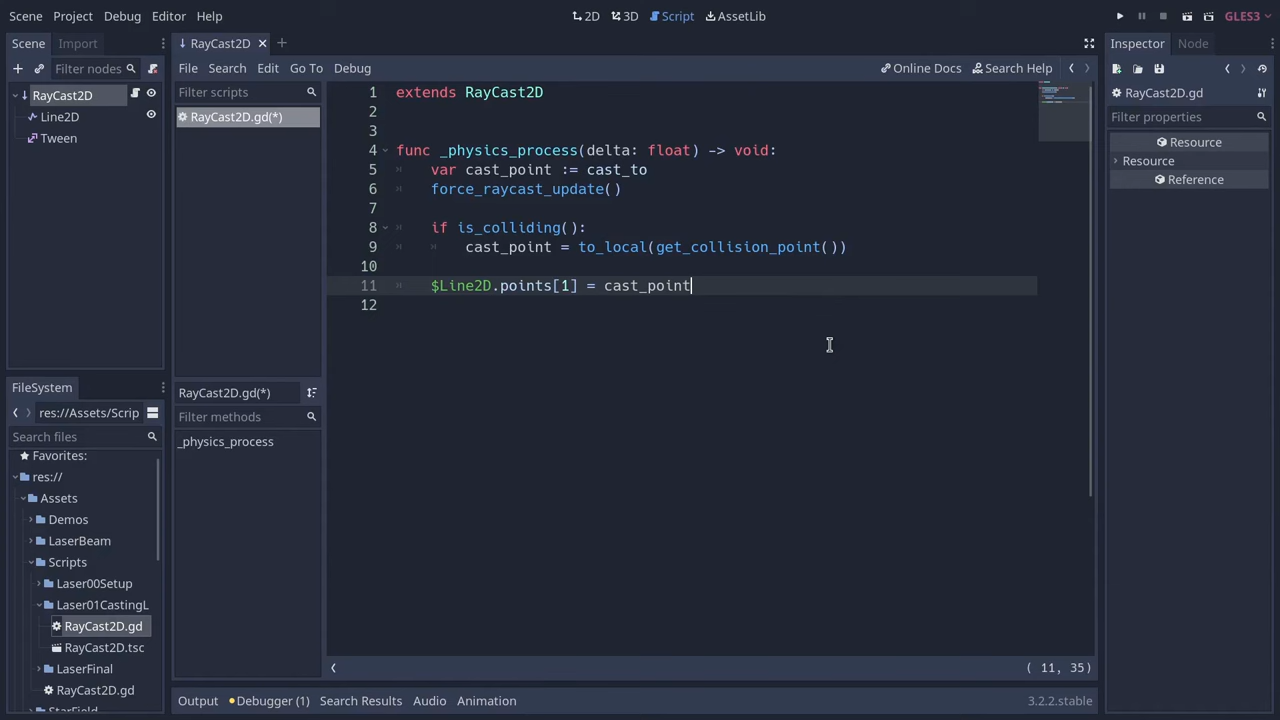 Scene Project Debug Editor Help
2D 3D Script AssetLib
GLES3
Scene Import
Filter nodes
RayCast2D
Line2D
Tween
FileSystem
res://Assets/Scrip
Search files
Favorites:
res://
Assets
Demos
LaserBeam
Scripts
Laser00Setup
Laser01CastingL
RayCast2D.gd
RayCast2D.tsc
LaserFinal
RayCast2D.gd
StarField
RayCast2D
File Search Edit Go To Debug
Online Docs Search Help
Filter scripts
RayCast2D.gd(*)
RayCast2D.gd(*)
Filter methods
_physics_process
1 extends RayCast2D
2
3
4 func _physics_process(delta: float) -> void:
5 var cast_point := cast_to
6 force_raycast_update()
7
8 if is_colliding():
9 cast_point = to_local(get_collision_point())
10
11 $Line2D.points[1] = cast_point
12
( 11, 35)
Output Debugger (1) Search Results Audio Animation
3.2.2.stable
Inspector Node
RayCast2D.gd
Filter properties
Resource
Resource
Reference